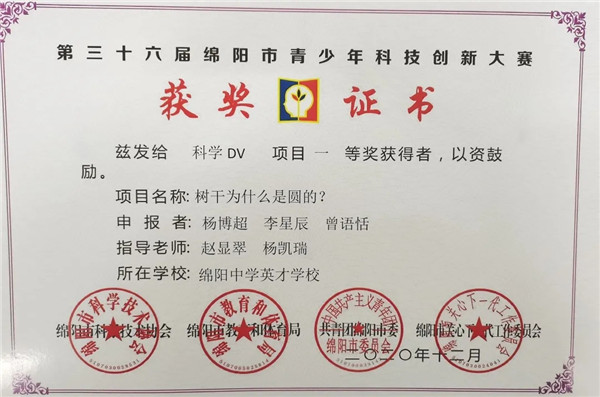 第三十六届绵阳市青少年科技创新大赛
获奖证书
兹发给 科学DV 项目 一 等奖获得者，以资鼓
励。
项目名称：树干为什么是圆的？
申报者：杨博超 李星辰 曾语恬
指导老师：赵显翠 杨凯瑞
所在学校：绵阳中学英才学校
绵阳市科学技术协会 绵阳市教育和体育局 共青团绵阳市委 绵阳市关心下一代工作委员会
二〇二〇年十二月